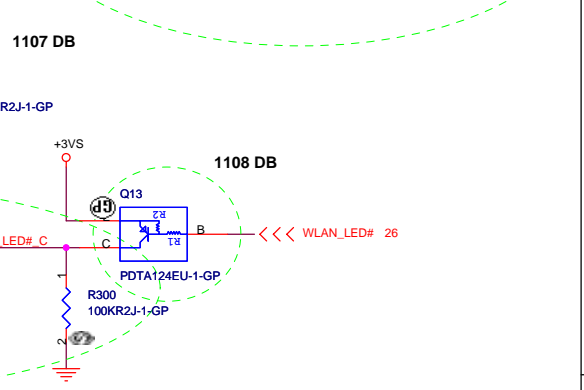 1107 DB
R2J-1-GP
+3VS
1108 DB
GP
Q13
R2
R1
B
WLAN_LED# 26
LED#_C
C
PDTA124EU-1-GP
1
R300
100KR2J-1-GP
2